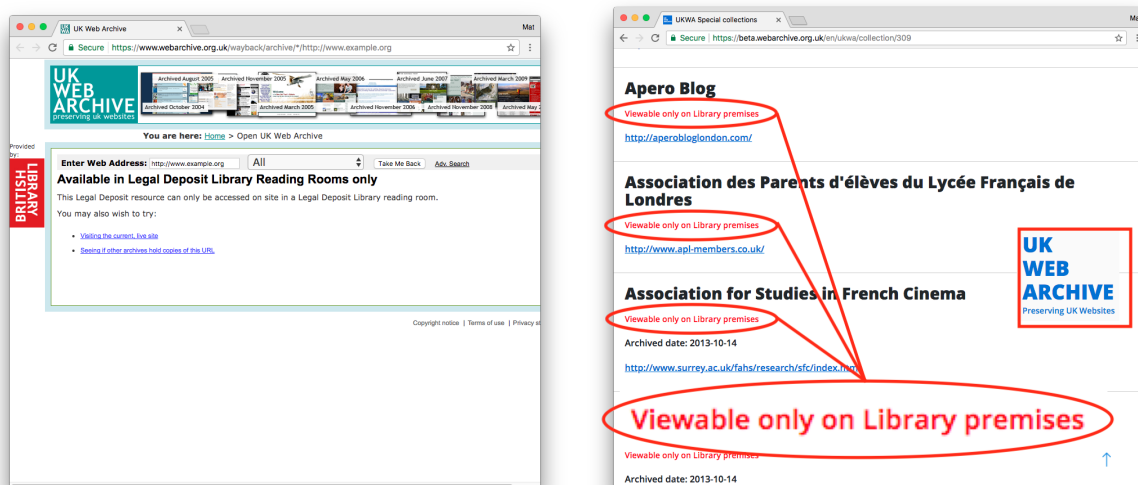 UK Web Archive
Mat
Secure https://www.webarchive.org.uk/wayback/archive/*/http://www.example.org
UK
WEB
ARCHIVE
preserving uk websites
Archived August 2005
Archived November 2005
Archived May 2006
Archived June 2007
Archived March 2009
Archived October 2004
Archived March 2005
Archived November 2006
Archived November 2008
Archived May 2
You are here: Home > Open UK Web Archive
Provided
by:
BRITISH
LIBRARY
Enter Web Address: http://www.example.org All Take Me Back Adv. Search
Available in Legal Deposit Library Reading Rooms only
This Legal Deposit resource can only be accessed on site in a Legal Deposit Library reading room.
You may also wish to try:
Visiting the current, live site
Seeing if other archives hold copies of this URL
Copyright notice | Terms of use | Privacy st
UKWA Special collections
Ma
Secure https://beta.webarchive.org.uk/en/ukwa/collection/309
Apero Blog
Viewable only on Library premises
http://aperobloglondon.com/
Association des Parents d'élèves du Lycée Français de
Londres
Viewable only on Library premises
http://www.apl-members.co.uk/
UK
WEB
ARCHIVE
Preserving UK Websites
Association for Studies in French Cinema
Viewable only on Library premises
Archived date: 2013-10-14
http://www.surrey.ac.uk/fahs/research/sfc/index.htm
Viewable only on Library premises
Viewable only on Library premises
Archived date: 2013-10-14